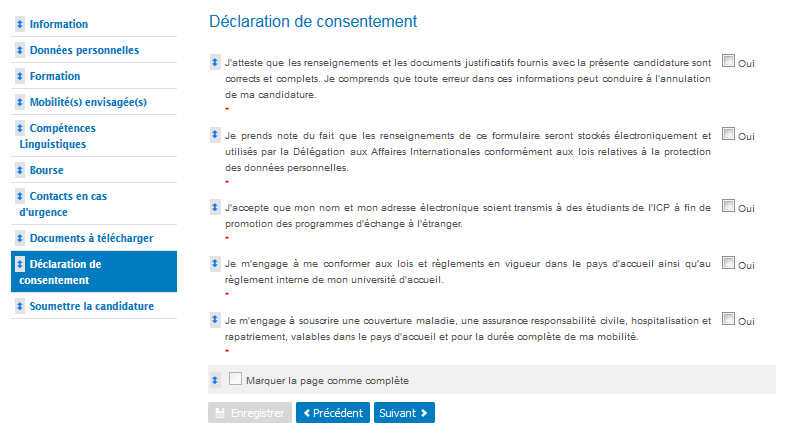 Information
Données personnelles
Formation
Mobilité(s) envisagée(s)
Compétences
Linguistiques
Bourse
Contacts en cas
d'urgence
Documents à télécharger
Déclaration de
consentement
Soumettre la candidature
Déclaration de consentement
J'atteste que les renseignements et les documents justificatifs fournis avec la présente candidature sont
corrects et complets. Je comprends que toute erreur dans ces informations peut conduire à l'annulation
de ma candidature.
*
Oui
Je prends note du fait que les renseignements de ce formulaire seront stockés électroniquement et
utilisés par la Délégation aux Affaires Internationales conformément aux lois relatives à la protection
des données personnelles.
*
Oui
J'accepte que mon nom et mon adresse électronique soient transmis à des étudiants de l'ICP à fin de
promotion des programmes d'échange à l'étranger.
*
Oui
Je m'engage à me conformer aux lois et règlements en vigueur dans le pays d'accueil ainsi qu'au
règlement interne de mon université d'accueil.
*
Oui
Je m'engage à souscrire une couverture maladie, une assurance responsabilité civile, hospitalisation et
rapatriement, valables dans le pays d'accueil et pour la durée complète de ma mobilité.
*
Oui
Marquer la page comme complète
Enregistrer Précédent Suivant